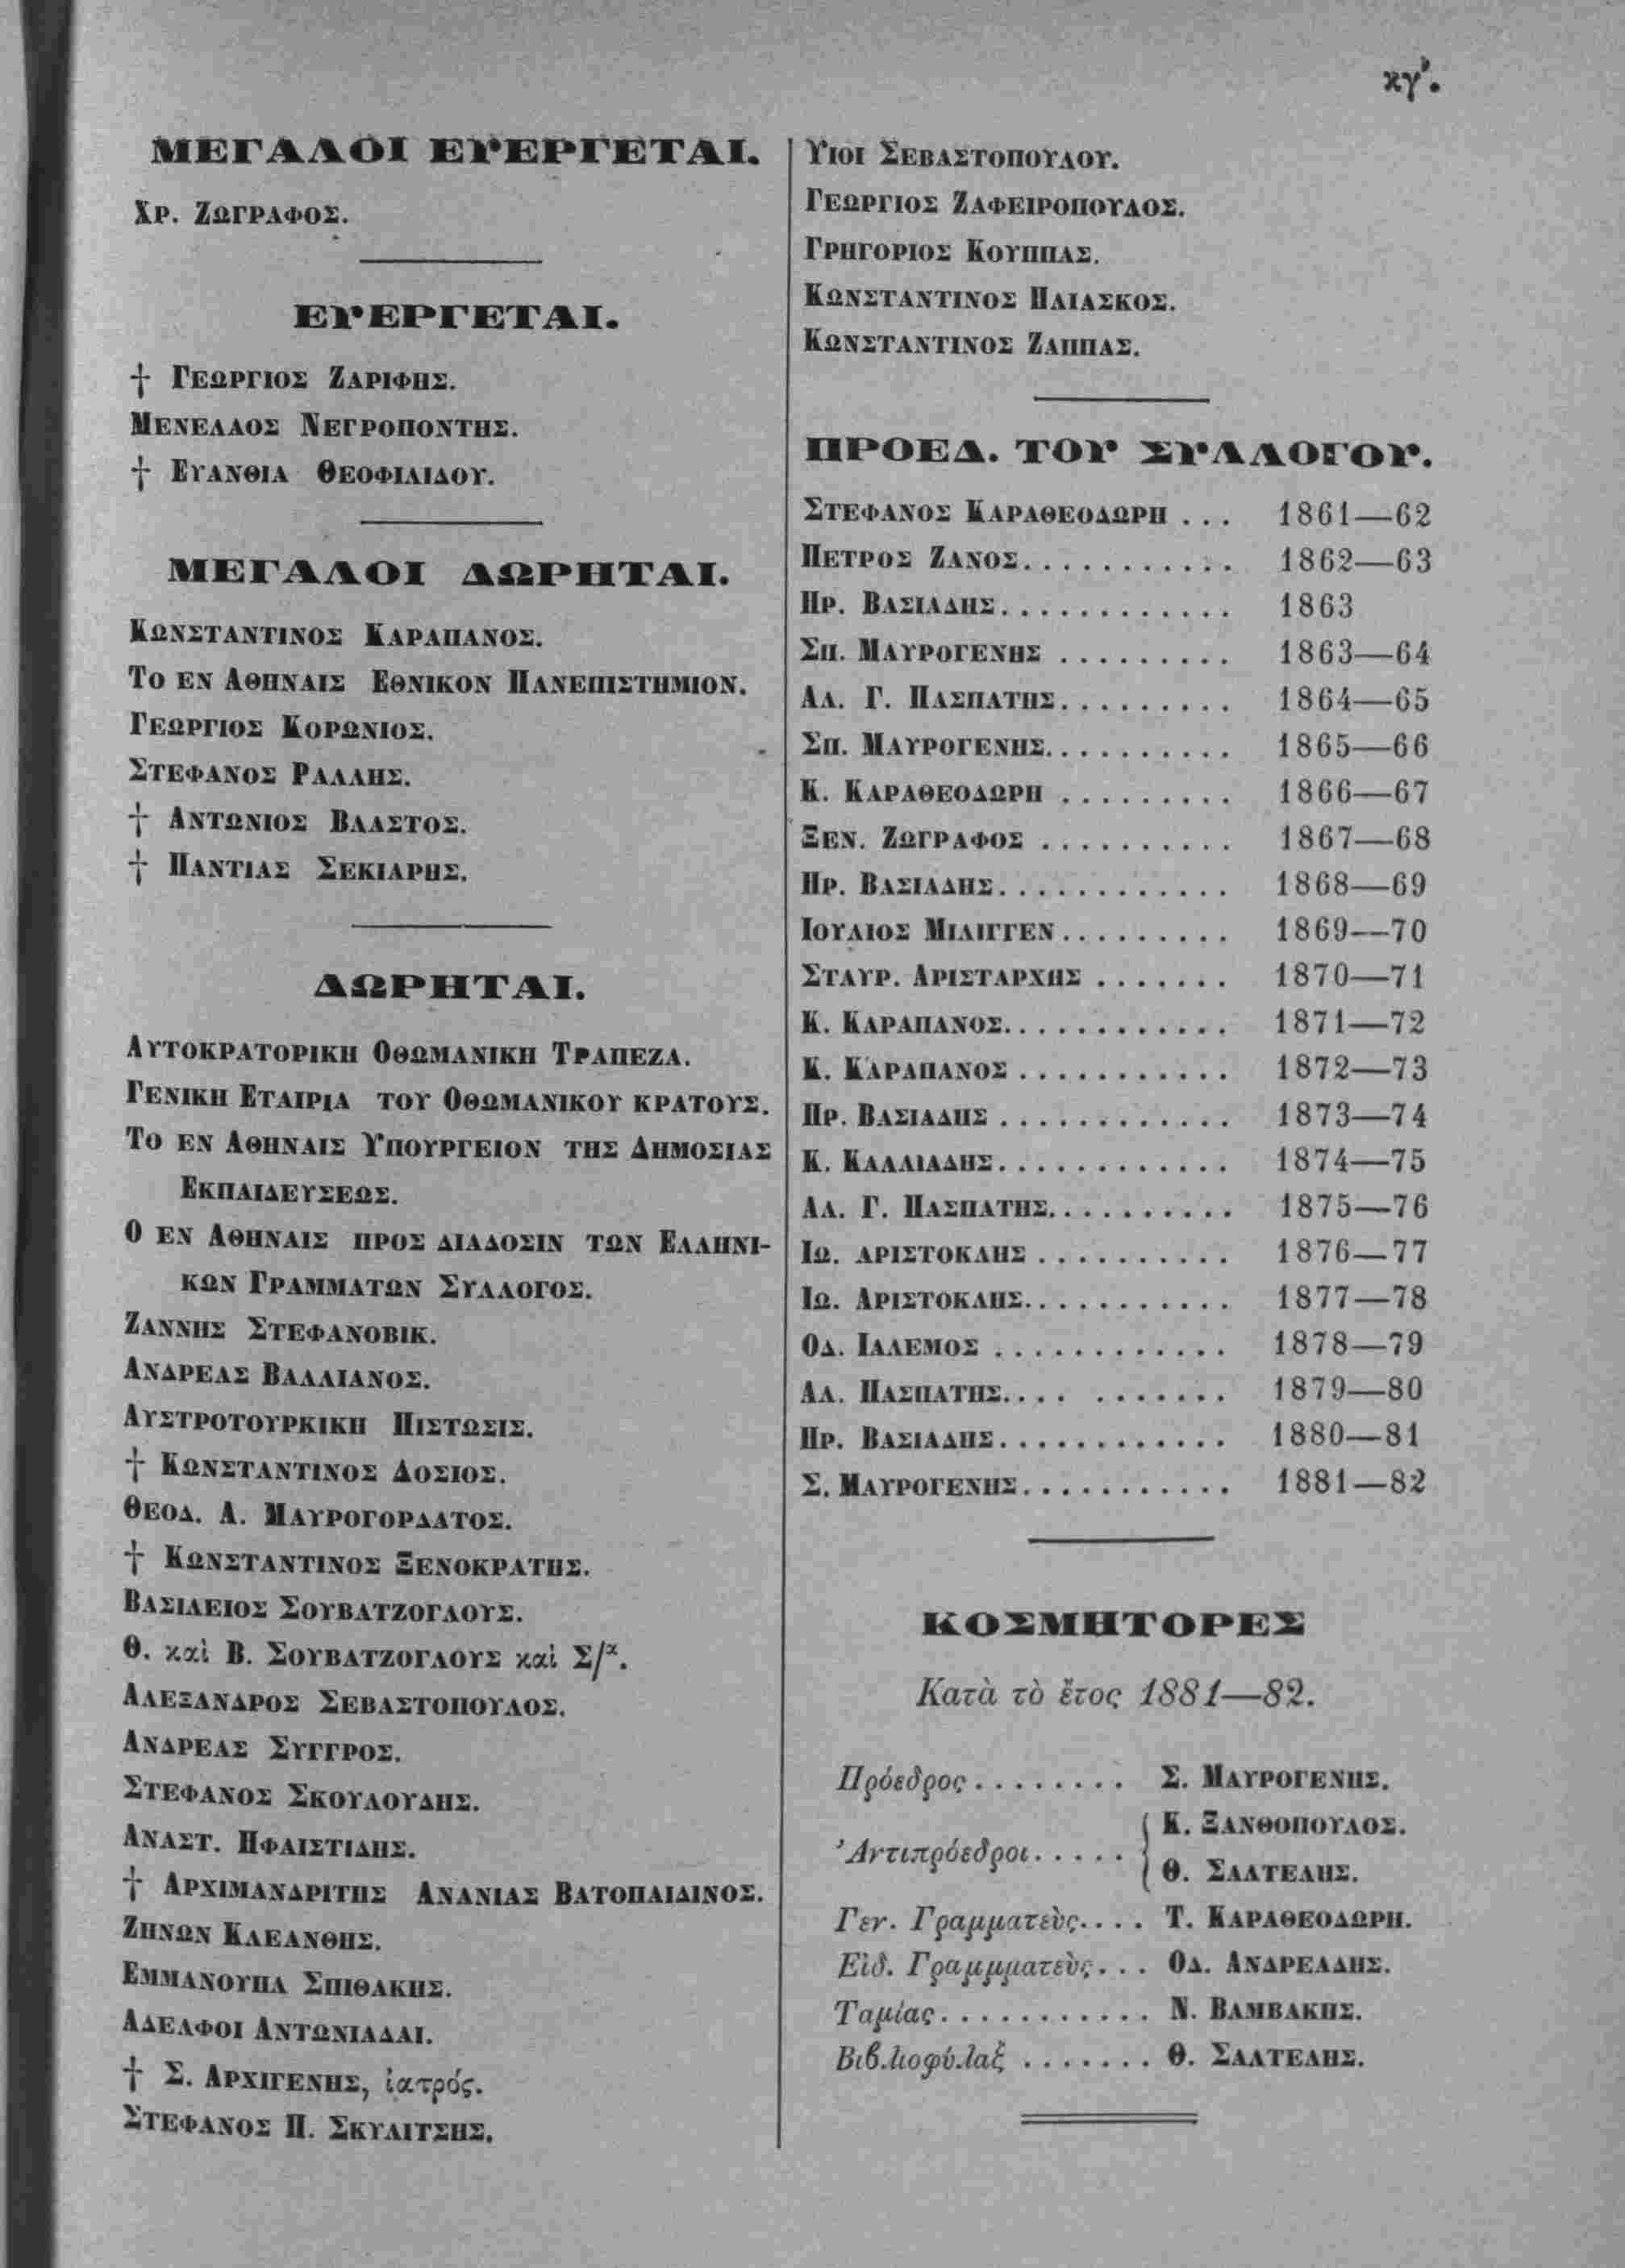 κγ'.
ΜΕΓΑΛΟΙ ΕΥΕΡΓΕΤΑΙ.
ΧΡ. ΖΩΓΡΑΦΟΣ.
ΕΥΕΡΓΕΤΑΙ.
† ΓΕΩΡΓΙΟΣ ΖΑΡΙΦΗΣ.
ΜΕΝΕΛΑΟΣ ΝΕΓΡΟΠΟΝΤΗΣ.
† ΕΥΑΝΘΙΑ ΘΕΟΦΙΛΙΔΟΥ.
ΜΕΓΑΛΟΙ ΔΩΡΗΤΑΙ.
ΚΩΝΣΤΑΝΤΙΝΟΣ ΚΑΡΑΠΑΝΟΣ.
ΤΟ ΕΝ ΑΘΗΝΑΙΣ ΕΘΝΙΚΟΝ ΠΑΝΕΠΙΣΤΗΜΙΟΝ.
ΓΕΩΡΓΙΟΣ ΚΟΡΩΝΙΟΣ.
ΣΤΕΦΑΝΟΣ ΡΑΛΛΗΣ.
† ΑΝΤΩΝΙΟΣ ΒΛΑΣΤΟΣ.
† ΠΑΝΤΙΑΣ ΣΕΚΙΑΡΗΣ.
ΔΩΡΗΤΑΙ.
ΑΥΤΟΚΡΑΤΟΡΙΚΗ ΟΘΩΜΑΝΙΚΗ ΤΡΑΠΕΖΑ.
ΓΕΝΙΚΗ ΕΤΑΙΡΙΑ ΤΟΥ ΟΘΩΜΑΝΙΚΟΥ ΚΡΑΤΟΥΣ.
ΤΟ ΕΝ ΑΘΗΝΑΙΣ ΥΠΟΥΡΓΕΙΟΝ ΤΗΣ ΔΗΜΟΣΙΑΣ
ΕΚΠΑΙΔΕΥΣΕΩΣ.
Ο ΕΝ ΑΘΗΝΑΙΣ ΠΡΟΣ ΔΙΑΔΟΣΙΝ ΤΩΝ ΕΛΛΗΝΙ-
ΚΩΝ ΓΡΑΜΜΑΤΩΝ ΣΥΛΛΟΓΟΣ.
ΖΑΝΝΗΣ ΣΤΕΦΑΝΟΒΙΚ.
ΑΝΔΡΕΑΣ ΒΑΛΛΙΑΝΟΣ.
ΑΥΣΤΡΟΤΟΥΡΚΙΚΗ ΠΙΣΤΩΣΙΣ.
† ΚΩΝΣΤΑΝΤΙΝΟΣ ΔΟΣΙΟΣ.
ΘΕΟΔ. Α. ΜΑΥΡΟΓΟΡΔΑΤΟΣ.
† ΚΩΝΣΤΑΝΤΙΝΟΣ ΞΕΝΟΚΡΑΤΗΣ.
ΒΑΣΙΛΕΙΟΣ ΣΟΥΒΑΤΖΟΓΛΟΥΣ.
Θ. καὶ Β. ΣΟΥΒΑΤΖΟΓΛΟΥΣ καὶ Σ/α.
ΑΛΕΞΑΝΔΡΟΣ ΣΕΒΑΣΤΟΠΟΥΛΟΣ.
ΑΝΔΡΕΑΣ ΣΥΓΓΡΟΣ.
ΣΤΕΦΑΝΟΣ ΣΚΟΥΛΟΥΔΗΣ.
ΑΝΑΣΤ. ΗΦΑΙΣΤΙΔΗΣ.
† ΑΡΧΙΜΑΝΔΡΙΤΗΣ ΑΝΑΝΙΑΣ ΒΑΤΟΠΑΙΔΙΝΟΣ.
ΖΗΝΩΝ ΚΛΕΑΝΘΗΣ.
ΕΜΜΑΝΟΥΗΛ ΣΠΙΘΑΚΗΣ.
ΑΔΕΛΦΟΙ ΑΝΤΩΝΙΑΔΑΙ.
† Σ. ΑΡΧΙΓΕΝΗΣ, ἰατρός.
ΣΤΕΦΑΝΟΣ Π. ΣΚΥΛΙΤΣΗΣ.
ΥΙΟΙ ΣΕΒΑΣΤΟΠΟΥΛΟΥ.
ΓΕΩΡΓΙΟΣ ΖΑΦΕΙΡΟΠΟΥΛΟΣ.
ΓΡΗΓΟΡΙΟΣ ΚΟΥΠΠΑΣ.
ΚΩΝΣΤΑΝΤΙΝΟΣ ΗΛΙΑΣΚΟΣ.
ΚΩΝΣΤΑΝΤΙΝΟΣ ΖΑΠΠΑΣ.
ΠΡΟΕΔ. ΤΟΥ ΣΥΛΛΟΓΟΥ.
ΣΤΕΦΑΝΟΣ ΚΑΡΑΘΕΟΔΩΡΗ ... 1861—62
ΠΕΤΡΟΣ ΖΑΝΟΣ........... 1862—63
ΗΡ. ΒΑΣΙΑΔΗΣ............ 1863
ΣΠ. ΜΑΥΡΟΓΕΝΗΣ ......... 1863—64
ΑΛ. Γ. ΠΑΣΠΑΤΗΣ......... 1864—65
ΣΠ. ΜΑΥΡΟΓΕΝΗΣ.......... 1865—66
Κ. ΚΑΡΑΘΕΟΔΩΡΗ ......... 1866—67
ΞΕΝ. ΖΩΓΡΑΦΟΣ .......... 1867—68
ΗΡ. ΒΑΣΙΑΔΗΣ............ 1868—69
ΙΟΥΛΙΟΣ ΜΙΛΙΓΓΕΝ......... 1869—70
ΣΤΑΥΡ. ΑΡΙΣΤΑΡΧΗΣ ....... 1870—71
Κ. ΚΑΡΑΠΑΝΟΣ............ 1871—72
Κ. ΚΑΡΑΠΑΝΟΣ ........... 1872—73
ΗΡ. ΒΑΣΙΑΔΗΣ ............ 1873—74
Κ. ΚΑΛΛΙΑΔΗΣ............ 1874—75
ΑΛ. Γ. ΠΑΣΠΑΤΗΣ.......... 1875—76
ΙΩ. ΑΡΙΣΤΟΚΛΗΣ .......... 1876—77
ΙΩ. ΑΡΙΣΤΟΚΛΗΣ........... 1877—78
ΟΔ. ΙΑΛΕΜΟΣ ............ 1878—79
ΑΛ. ΠΑΣΠΑΤΗΣ.... ....... 1879—80
ΗΡ. ΒΑΣΙΑΔΗΣ............ 1880—81
Σ. ΜΑΥΡΟΓΕΝΗΣ........... 1881—82
ΚΟΣΜΗΤΟΡΕΣ
Κατὰ τὸ ἔτος 1881—82.
Πρόεδρος........ Σ. ΜΑΥΡΟΓΕΝΗΣ.
Ἀντιπρόεδροι..... { Κ. ΞΑΝΘΟΠΟΥΛΟΣ.
Θ. ΣΑΛΤΕΛΗΣ.
Γεν. Γραμματεὺς.... Τ. ΚΑΡΑΘΕΟΔΩΡΗ.
Εἰδ. Γραμμματεὺς... ΟΔ. ΑΝΔΡΕΑΔΗΣ.
Ταμίας........... Ν. ΒΑΜΒΑΚΗΣ.
Βιβλιοφύλαξ ....... Θ. ΣΑΛΤΕΛΗΣ.